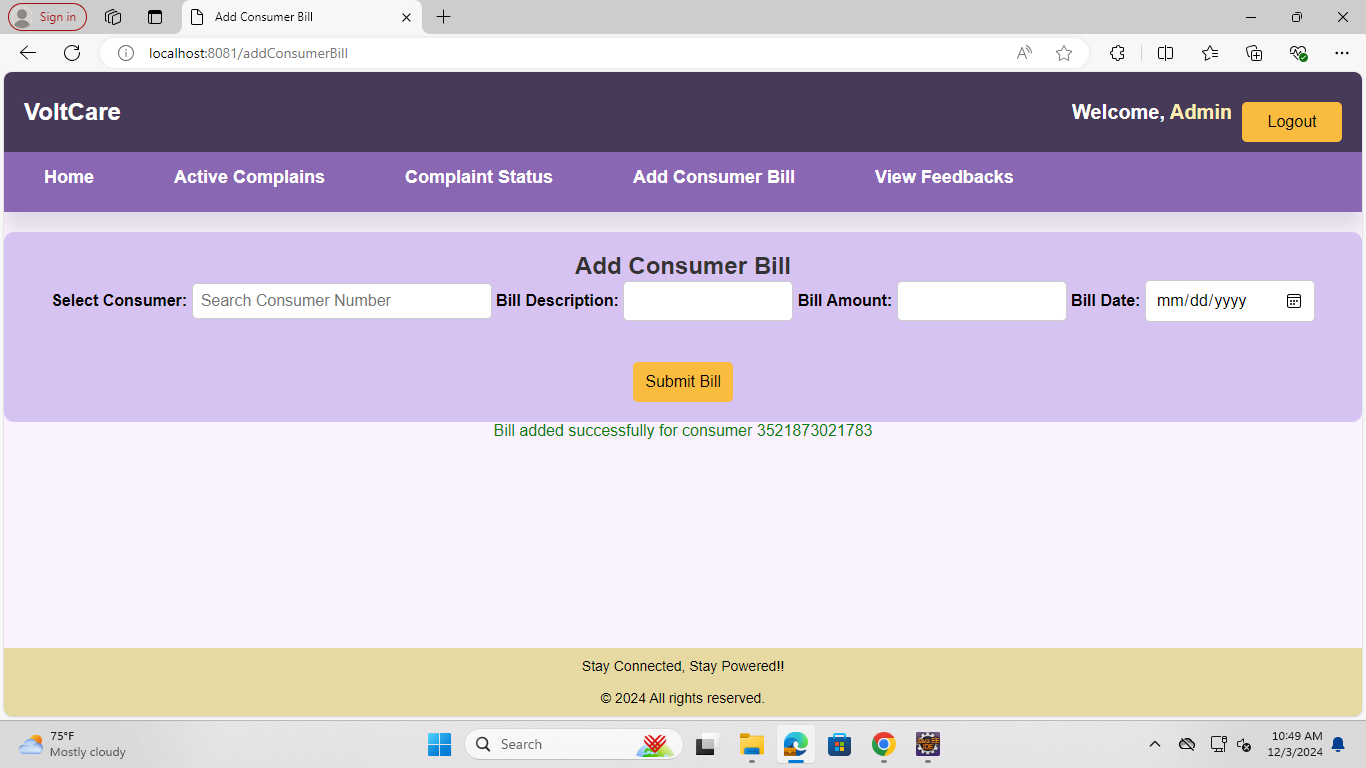 Sign in
Add Consumer Bill
localhost:8081/addConsumerBill
VoltCare
Welcome, Admin
Logout
Home Active Complains Complaint Status Add Consumer Bill View Feedbacks
Add Consumer Bill
Select Consumer: Search Consumer Number Bill Description: Bill Amount: Bill Date: mm/dd/yyyy
Submit Bill
Bill added successfully for consumer 3521873021783
Stay Connected, Stay Powered!!
© 2024 All rights reserved.
75°F
Mostly cloudy
Search
10:49 AM
12/3/2024